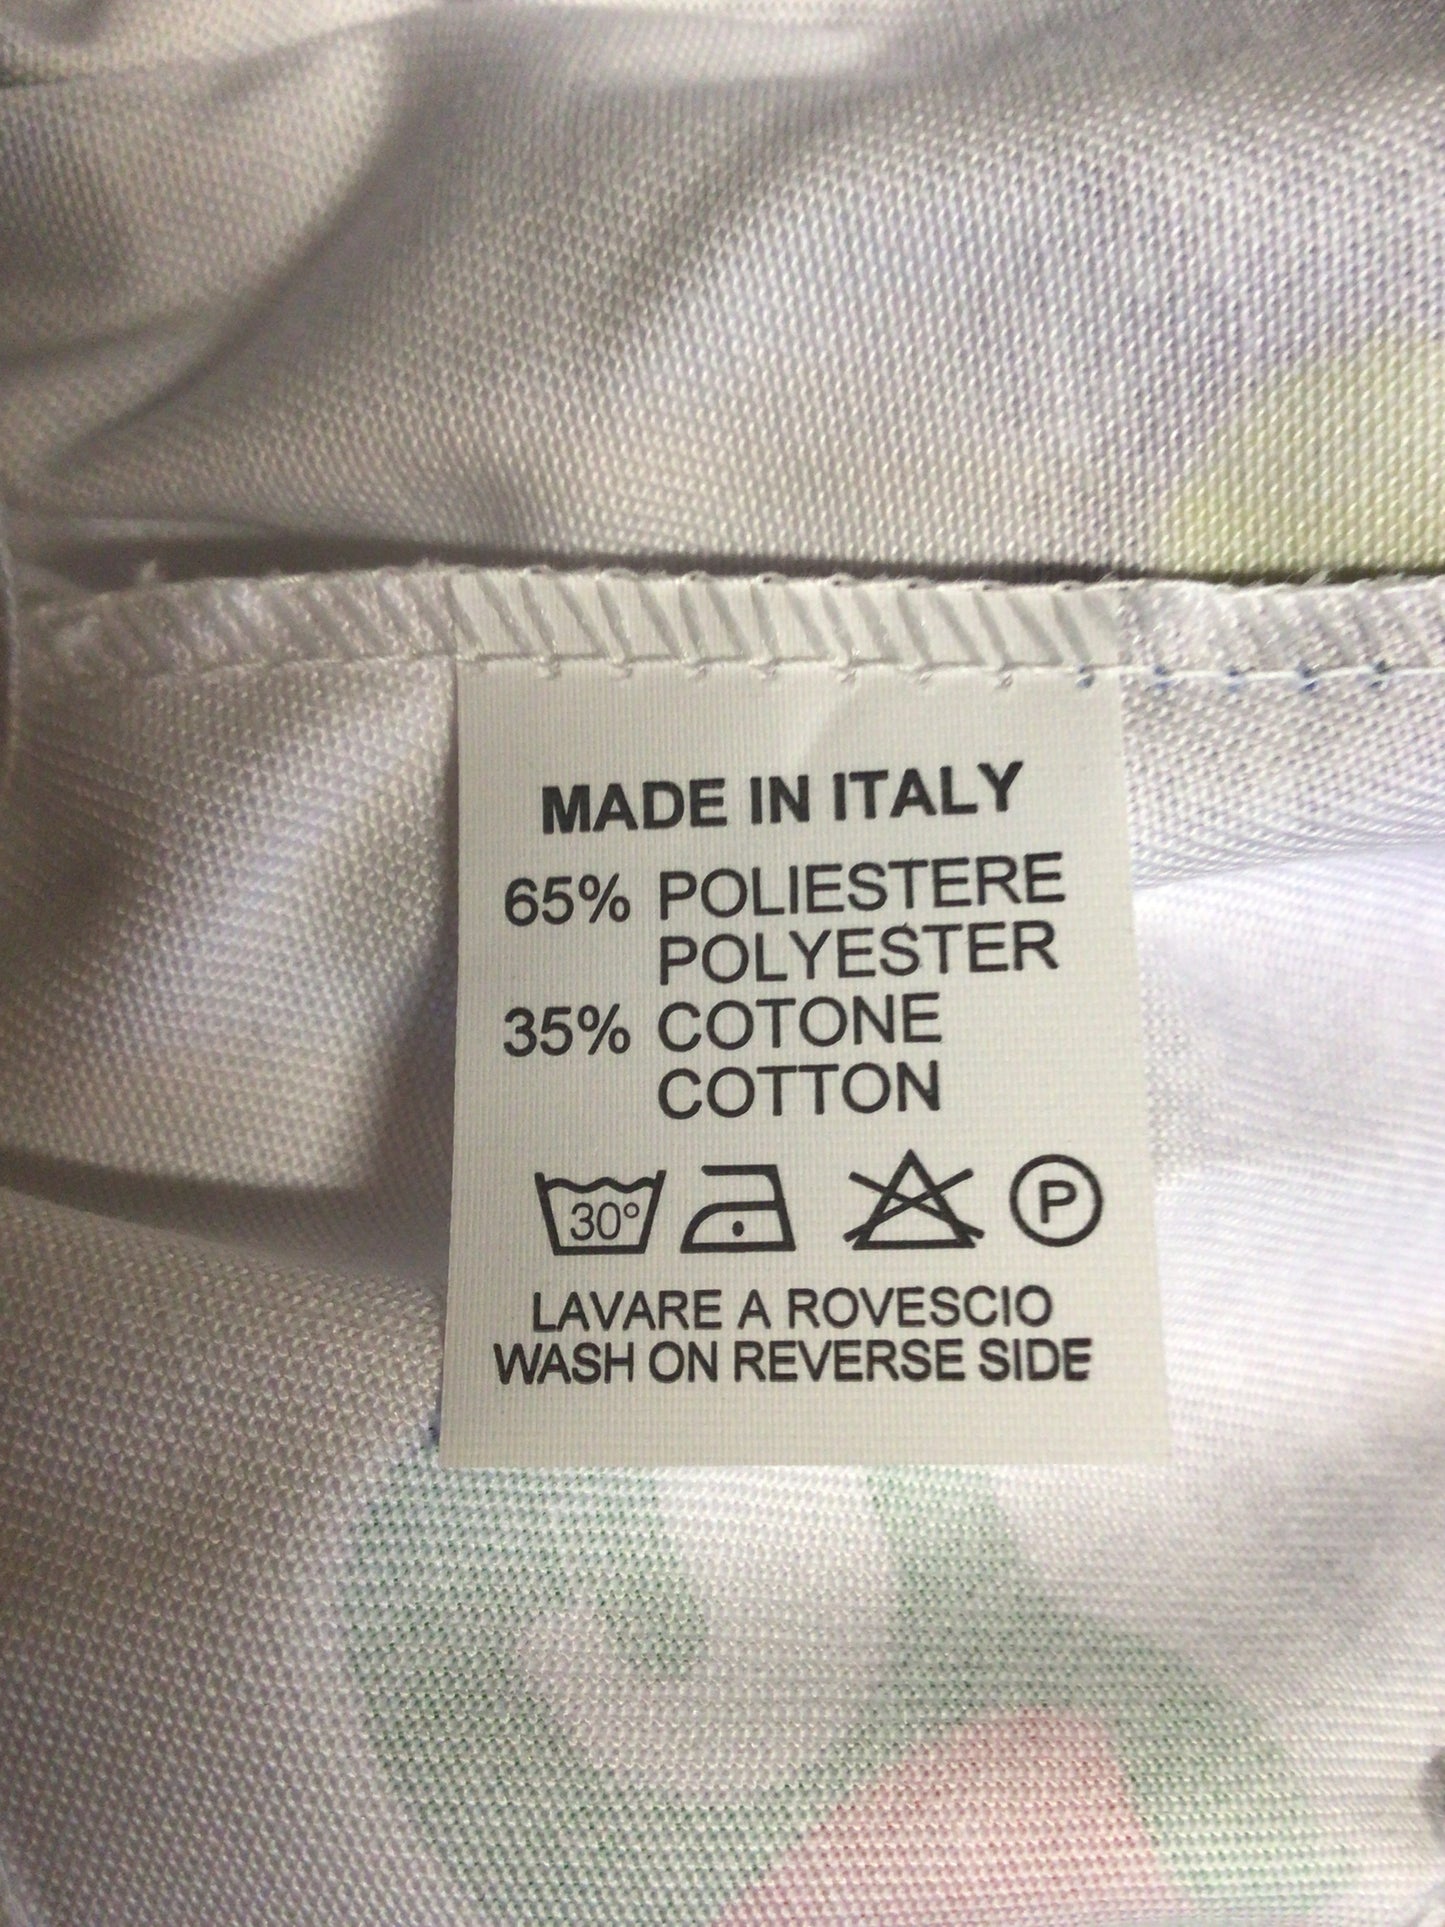 MADE IN ITALY
65% POLIESTERE
POLYESTER
35% COTONE
COTTON
30° P
LAVARE A ROVESCIO
WASH ON REVERSE SIDE